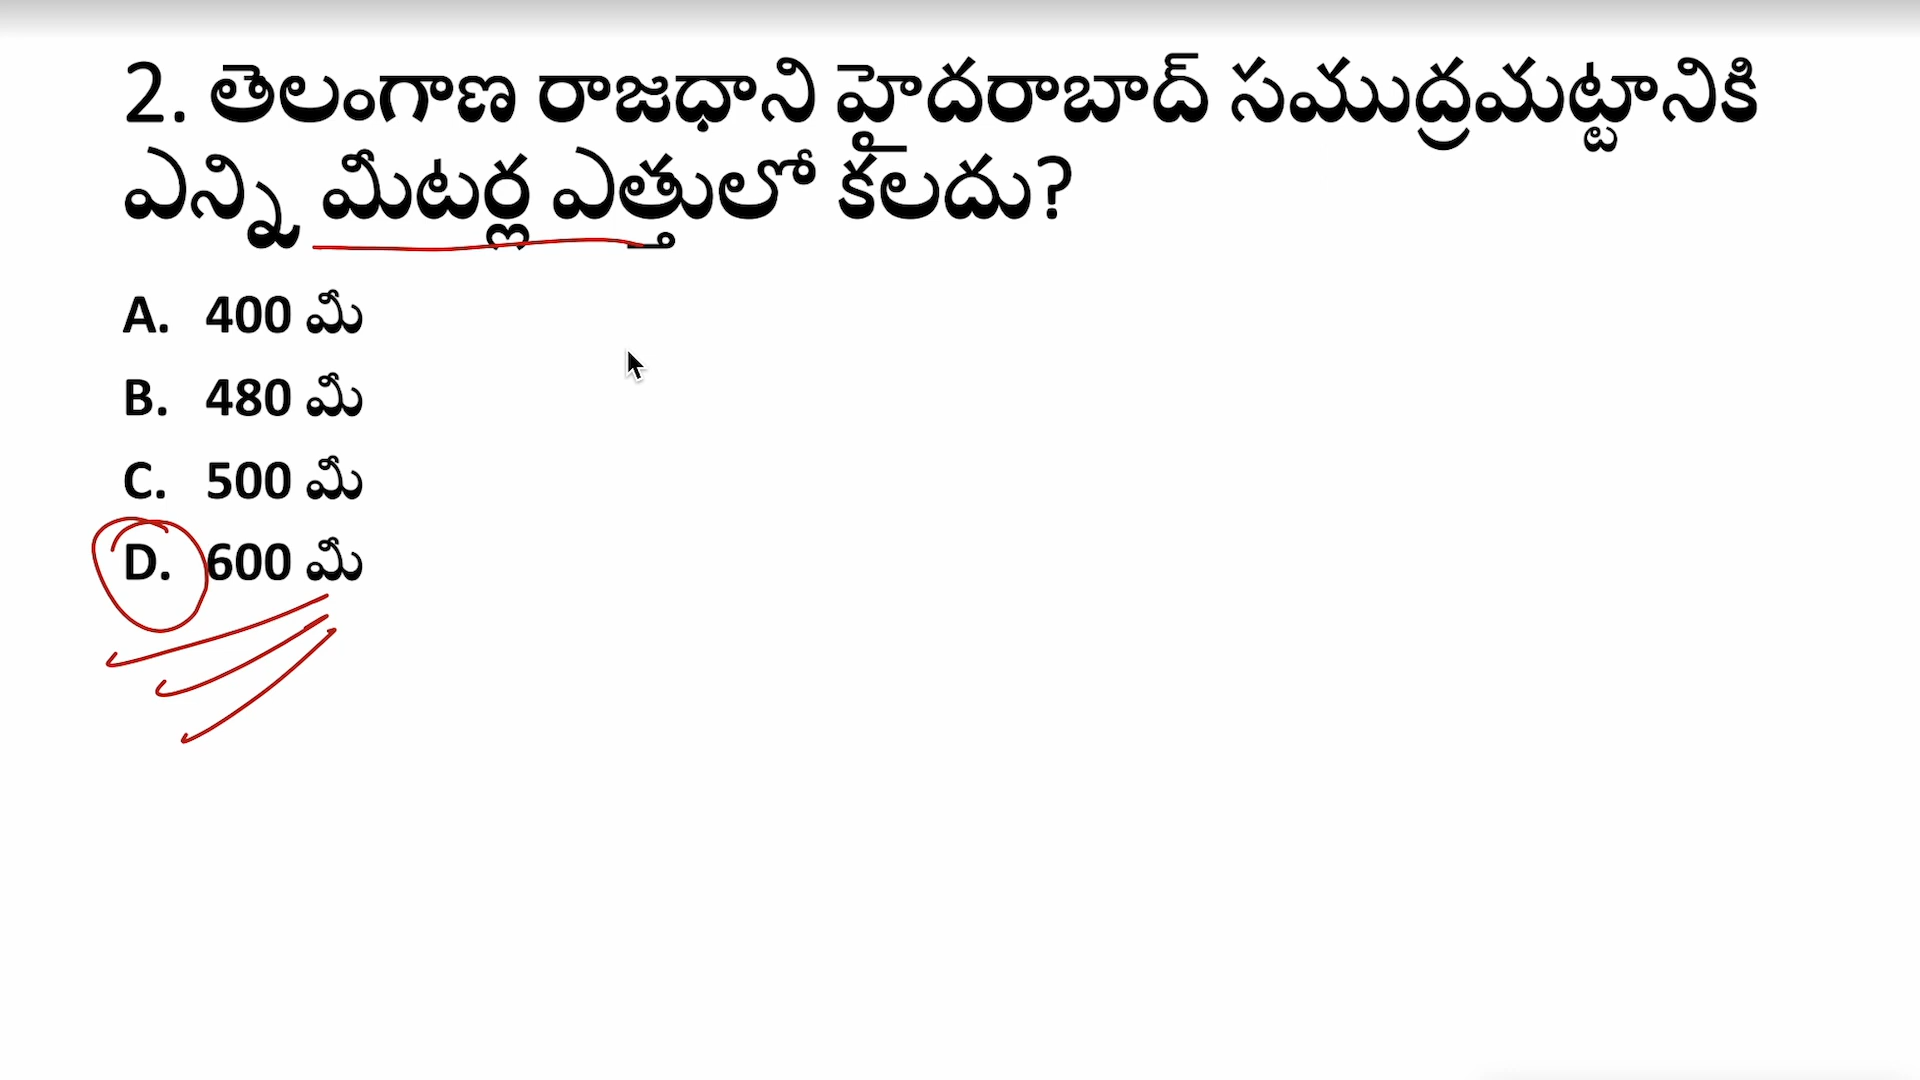 2. తెలంగాణ రాజధాని హైదరాబాద్ సముద్రమట్టానికి
ఎన్ని మీటర్ల ఎత్తులో కలదు?
A. 400 మీ
B. 480 మీ
C. 500 మీ
D. 600 మీ